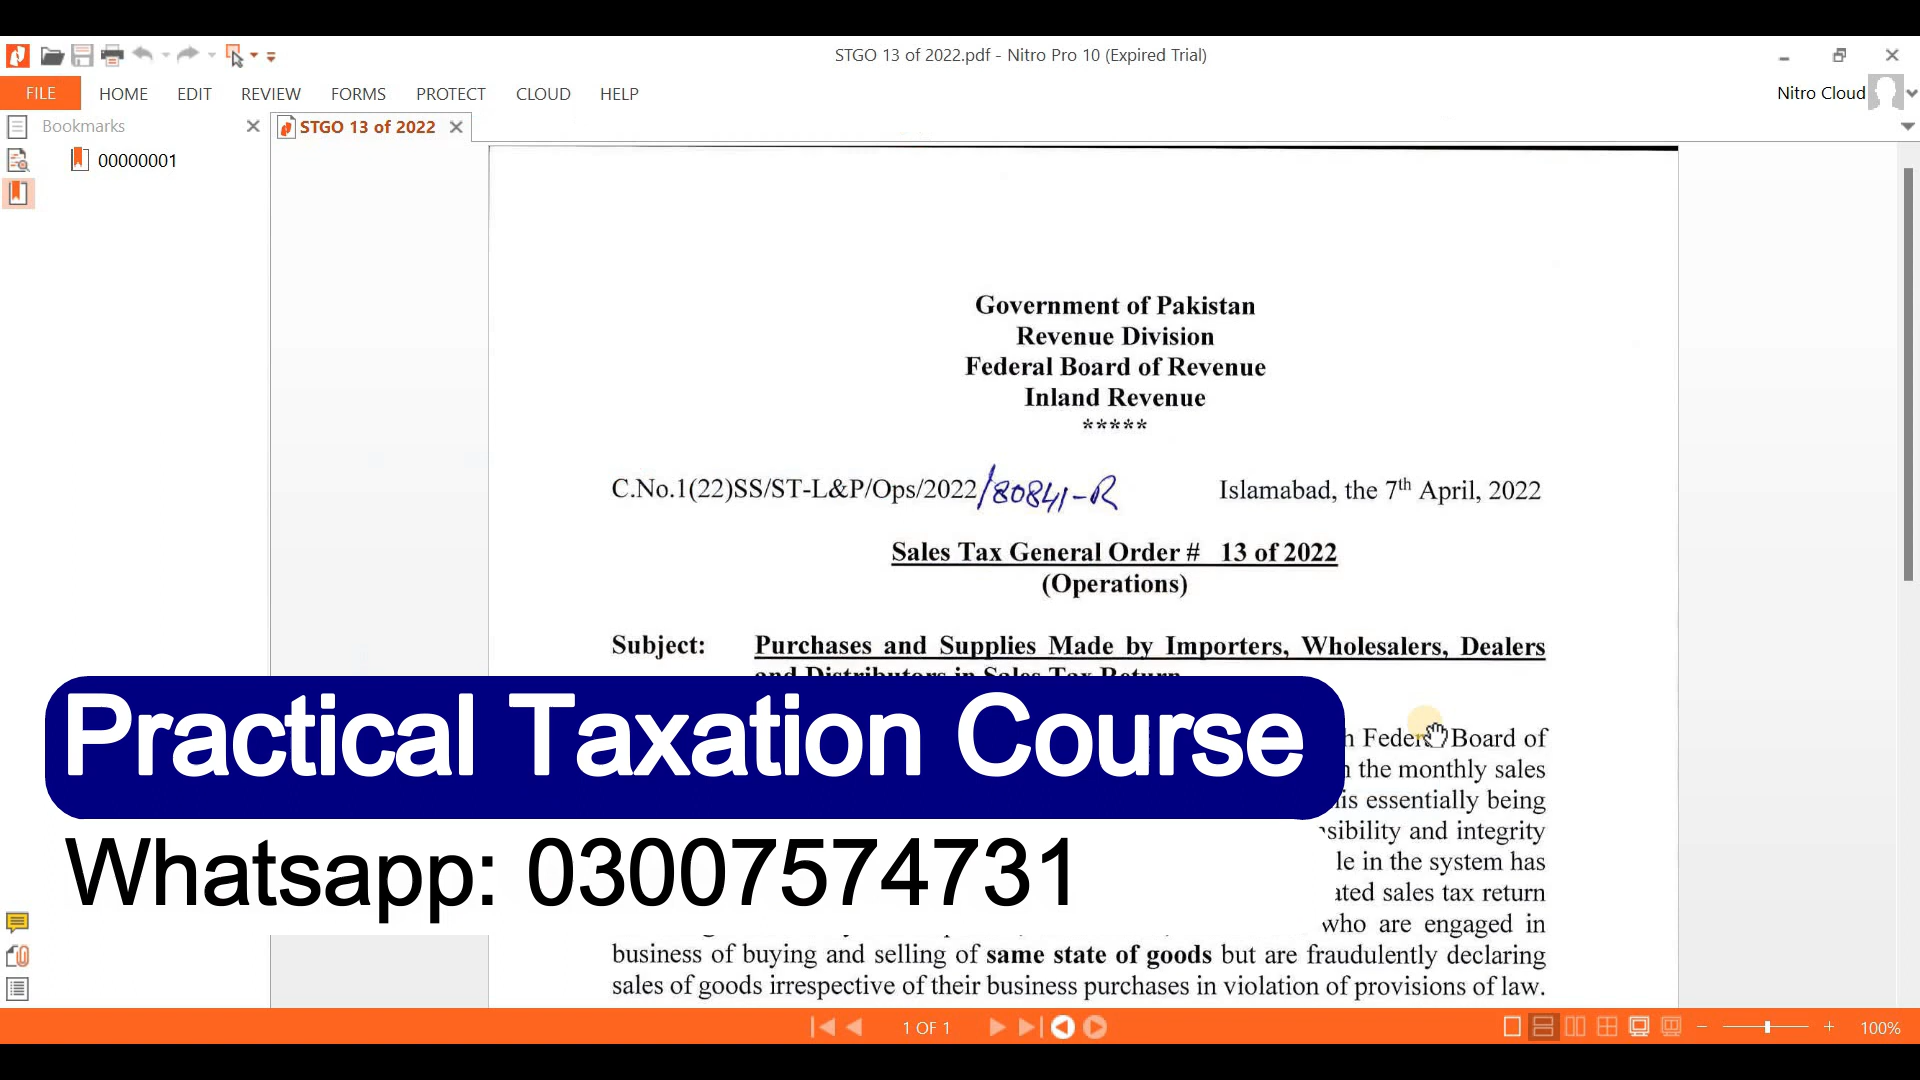 STGO 13 of 2022.pdf - Nitro Pro 10 (Expired Trial)
FILE HOME EDIT REVIEW FORMS PROTECT CLOUD HELP
Nitro Cloud
Bookmarks
STGO 13 of 2022
00000001
Government of Pakistan
Revenue Division
Federal Board of Revenue
Inland Revenue
*****
C.No.1(22)SS/ST-L&P/Ops/2022/80841-R Islamabad, the 7th April, 2022
Sales Tax General Order # 13 of 2022
(Operations)
Subject: Purchases and Supplies Made by Importers, Wholesalers, Dealers
and Distributors in Sales Tax Return
Practical Taxation Course
Whatsapp: 03007574731
Board of
the monthly sales
essentially being
and integrity
in the system has
sales tax return
who are engaged in
business of buying and selling of same state of goods but are fraudulently declaring
sales of goods irrespective of their business purchases in violation of provisions of law.
1 OF 1
100%